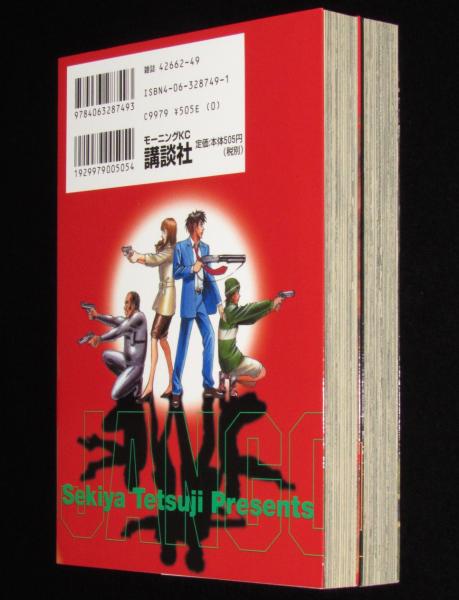 雑誌 42662-49
ISBN4-06-328749-1
C9979 ¥505E (0)
9784063287493
モーニングKC
講談社
定価:本体505円
(税別)
1929979005054
JANGO
Sekiya Tetsuji Presents